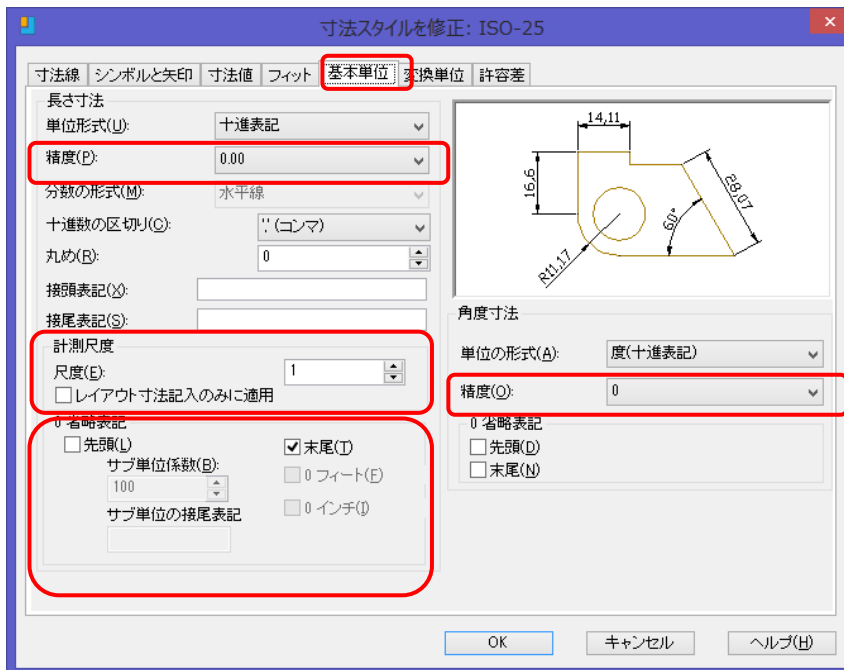 寸法スタイルを修正: ISO-25
寸法線 シンボルと矢印 寸法値 フィット 基本単位 変換単位 許容差
長さ寸法
単位形式(U): 十進表記
精度(P): 0.00
分数の形式(M): 水平線
十進数の区切り(C): ',' (コンマ)
丸め(R): 0
接頭表記(X):
接尾表記(S):
計測尺度
尺度(E): 1
レイアウト寸法記入のみに適用
0 省略表記
先頭(L) 末尾(T)
サブ単位係数(B): 0 フィート(F)
100
サブ単位の接尾表記 0 インチ(I)
14,11
16,6
28,07
60°
R11,17
角度寸法
単位の形式(A): 度(十進表記)
精度(O): 0
0 省略表記
先頭(D)
末尾(N)
OK キャンセル ヘルプ(H)